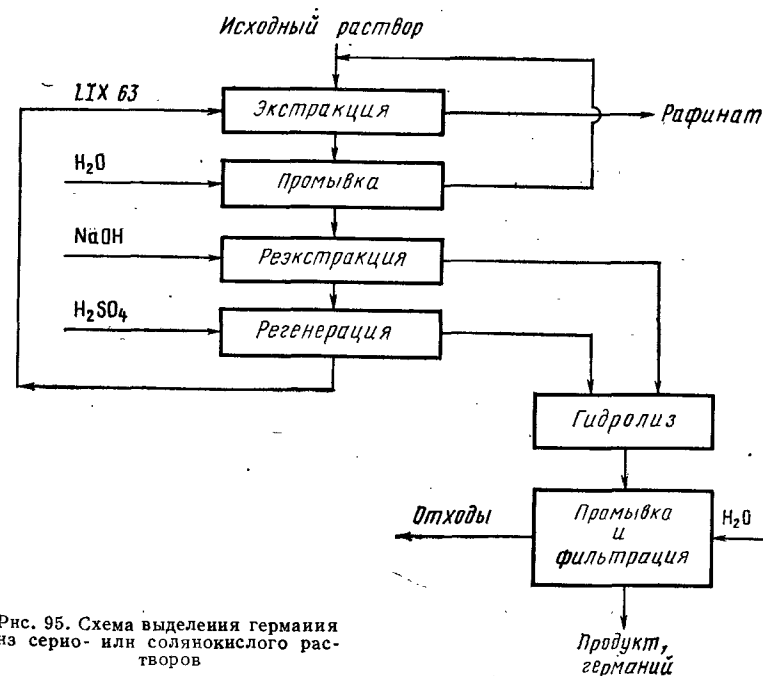 Исходный раствор
LIX 63
Экстракция
Рафинат
H₂O
Промывка
NaOH
Реэкстракция
H₂SO₄
Регенерация
Гидролиз
Отходы
Промывка
и
фильтрация
H₂O
Рис. 95. Схема выделения германия
из серно- или солянокислого рас-
творов
Продукт,
германий